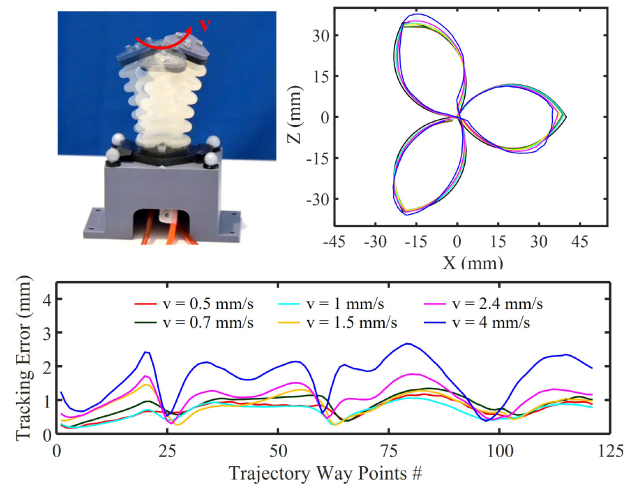 v
30
15
0
-15
-30
Z (mm)
-45 -30 -15 0 15 30 45
X (mm)
4
3
2
1
0
Tracking Error (mm)
v = 0.5 mm/s v = 1 mm/s v = 2.4 mm/s
v = 0.7 mm/s v = 1.5 mm/s v = 4 mm/s
0 25 50 75 100 125
Trajectory Way Points #